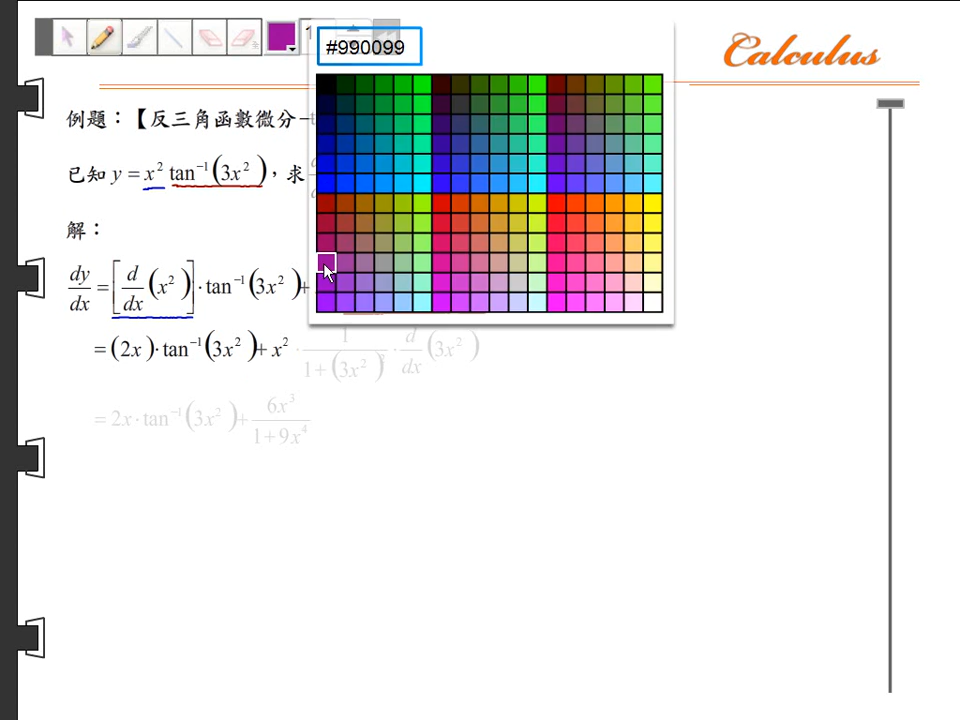 #990099
Calculus
例題：【反三角函數微分-
已知 y = x² tan⁻¹(3x²)，求
解：
dy/dx = [d/dx (x²)] · tan⁻¹(3x²) +
= (2x) · tan⁻¹(3x²) + x² · 1/(1+(3x²)²) · d/dx (3x²)
= 2x · tan⁻¹(3x²) + 6x³/(1+9x⁴)